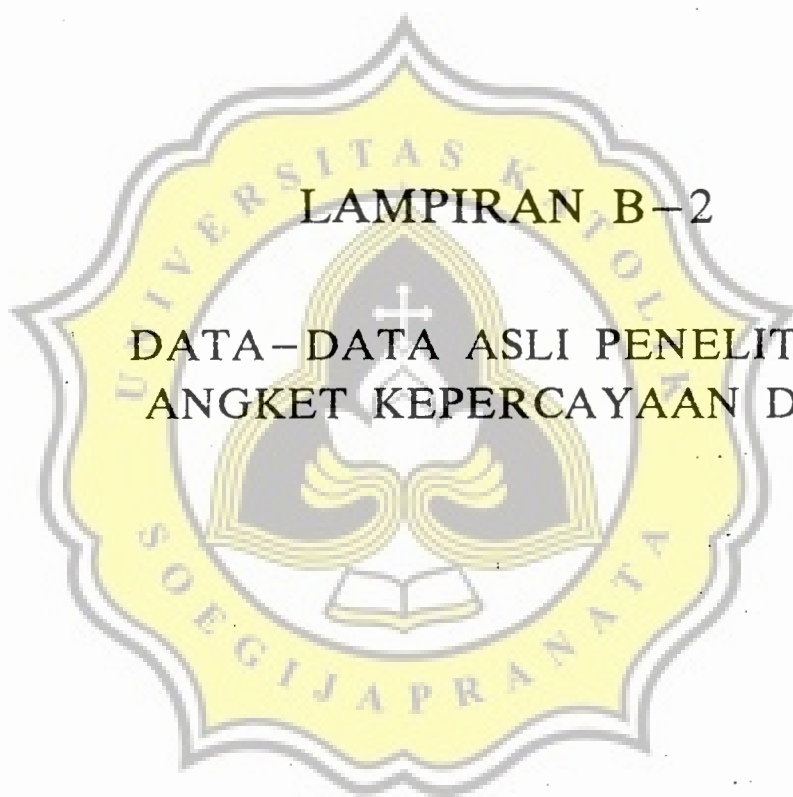 LAMPIRAN B–2
DATA–DATA ASLI PENELIT
ANGKET KEPERCAYAAN D
UNIVERSITAS KATOLIK
SOEGIJAPRANATA